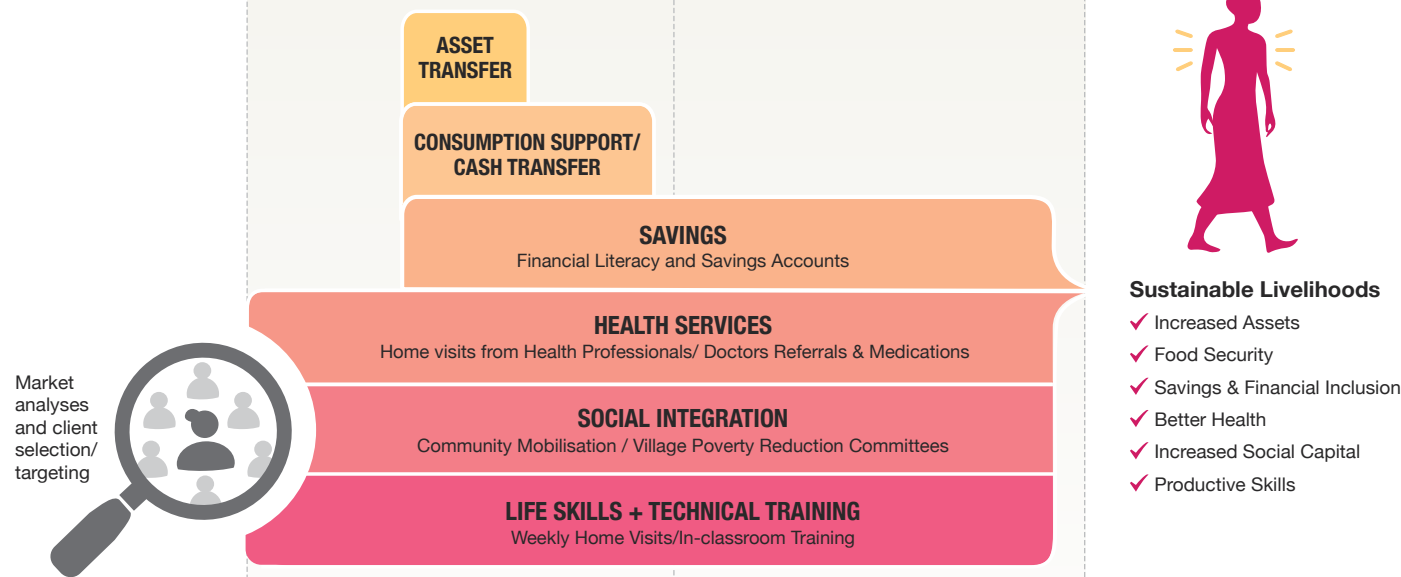 ASSET
TRANSFER
CONSUMPTION SUPPORT/
CASH TRANSFER
SAVINGS
Financial Literacy and Savings Accounts
HEALTH SERVICES
Home visits from Health Professionals/ Doctors Referrals & Medications
SOCIAL INTEGRATION
Community Mobilisation / Village Poverty Reduction Committees
LIFE SKILLS + TECHNICAL TRAINING
Weekly Home Visits/In-classroom Training
Market
analyses
and client
selection/
targeting
Sustainable Livelihoods
Increased Assets
Food Security
Savings & Financial Inclusion
Better Health
Increased Social Capital
Productive Skills